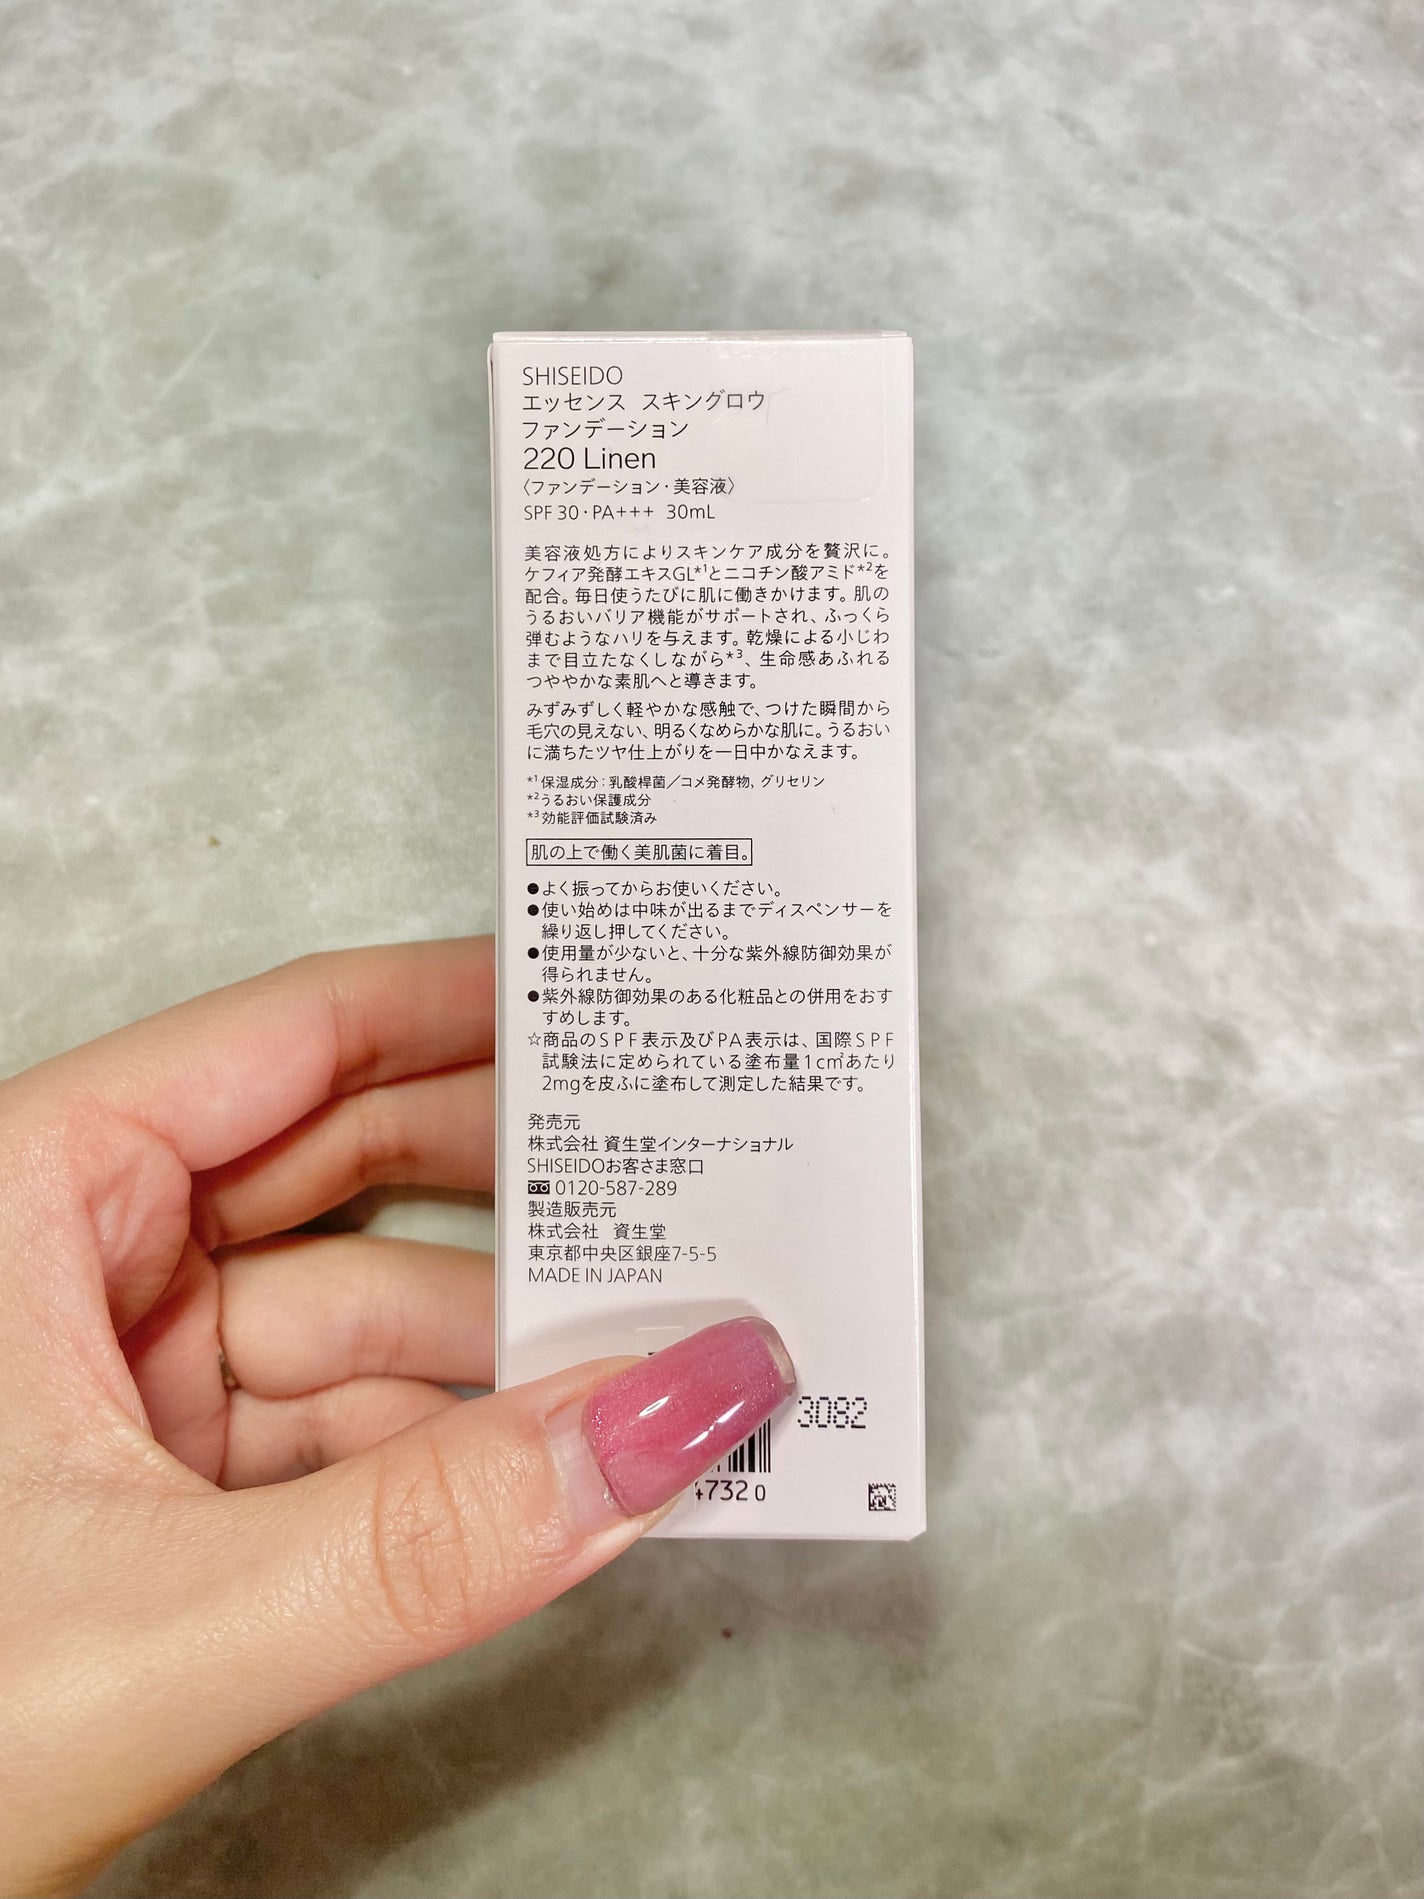 SHISEIDO
エッセンス スキングロウ
ファンデーション
220 Linen
〈ファンデーション・美容液〉
SPF 30・PA+++ 30mL
美容液処方によりスキンケア成分を贅沢に。
ケフィア発酵エキスGL*1とニコチン酸アミド*2を
配合。毎日使うたびに肌に働きかけます。肌の
うるおいバリア機能がサポートされ、ふっくら
弾むようなハリを与えます。乾燥による小じわ
まで目立たなくしながら*3、生命感あふれる
つややかな素肌へと導きます。
みずみずしく軽やかな感触で、つけた瞬間から
毛穴の見えない、明るくなめらかな肌に。うるおい
に満ちたツヤ仕上がりを一日中かなえます。
*1 保湿成分：乳酸桿菌／コメ発酵物, グリセリン
*2 うるおい保護成分
*3 効能評価試験済み
肌の上で働く美肌菌に着目。
●よく振ってからお使いください。
●使い始めは中味が出るまでディスペンサーを
繰り返し押してください。
●使用量が少ないと、十分な紫外線防御効果が
得られません。
●紫外線防御効果のある化粧品との併用をおす
すめします。
☆商品のSPF表示及びPA表示は、国際SPF
試験法に定められている塗布量1c㎡あたり
2mgを皮ふに塗布して測定した結果です。
発売元
株式会社 資生堂インターナショナル
SHISEIDOお客さま窓口
0120-587-289
製造販売元
株式会社 資生堂
東京都中央区銀座7-5-5
MADE IN JAPAN
3082
4732 0